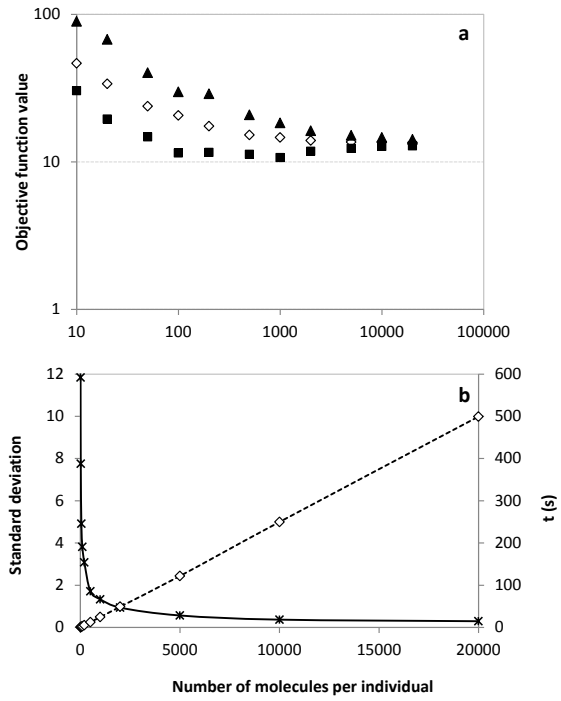 100
a
10
1
Objective function value
10 100 1000 10000 100000
12 600
b
10 500
8 400
6 300
4 200
2 100
0 0
Standard deviation
t (s)
0 5000 10000 15000 20000
Number of molecules per individual